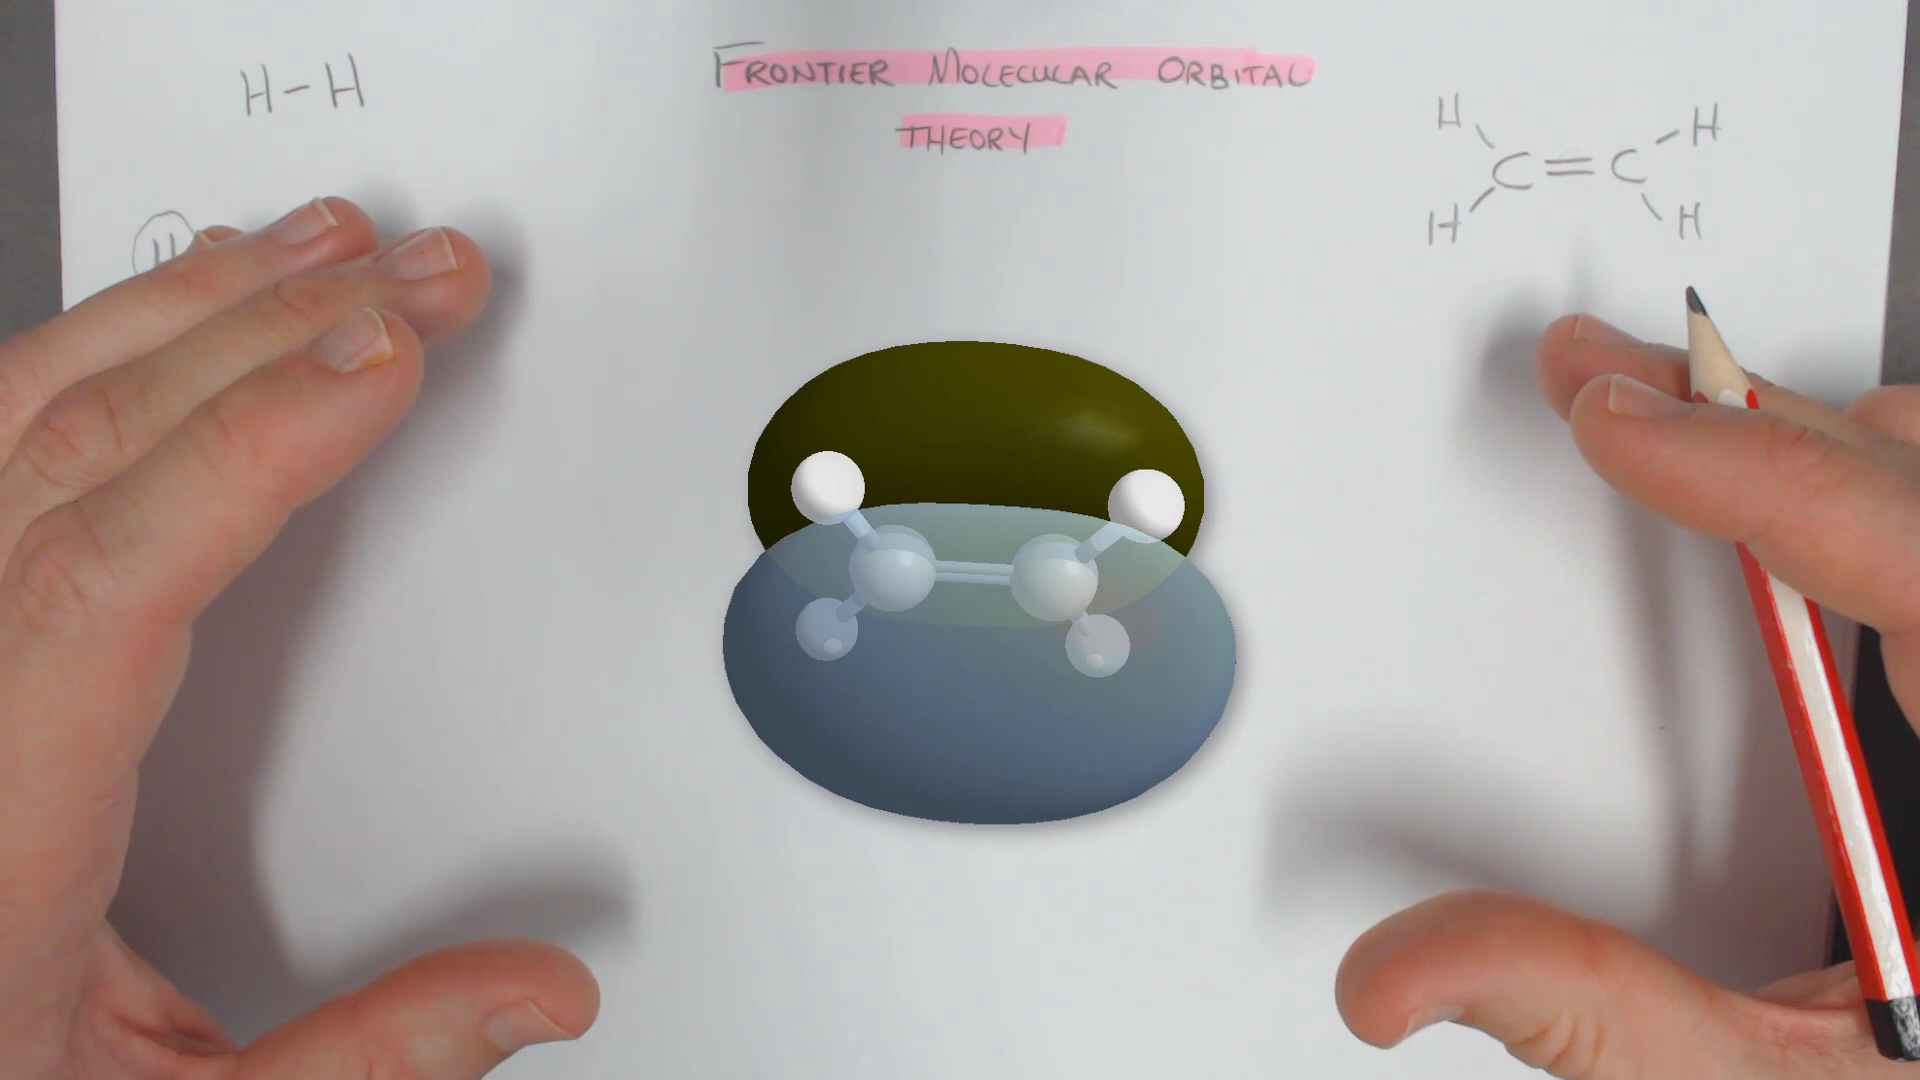 H-H
FRONTIER MOLECULAR ORBITAL
THEORY
H H
C=C
H H